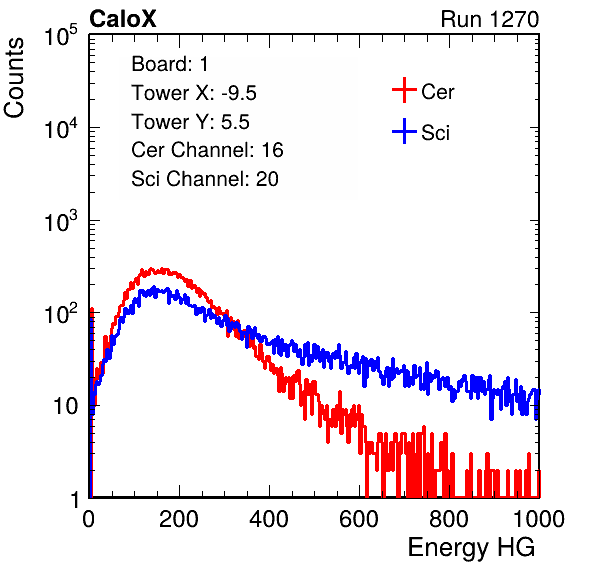 CaloX Run 1270
Counts
10^5
10^4
10^3
10^2
10
1
Board: 1
Tower X: -9.5
Tower Y: 5.5
Cer Channel: 16
Sci Channel: 20
Cer
Sci
0 200 400 600 800 1000
Energy HG